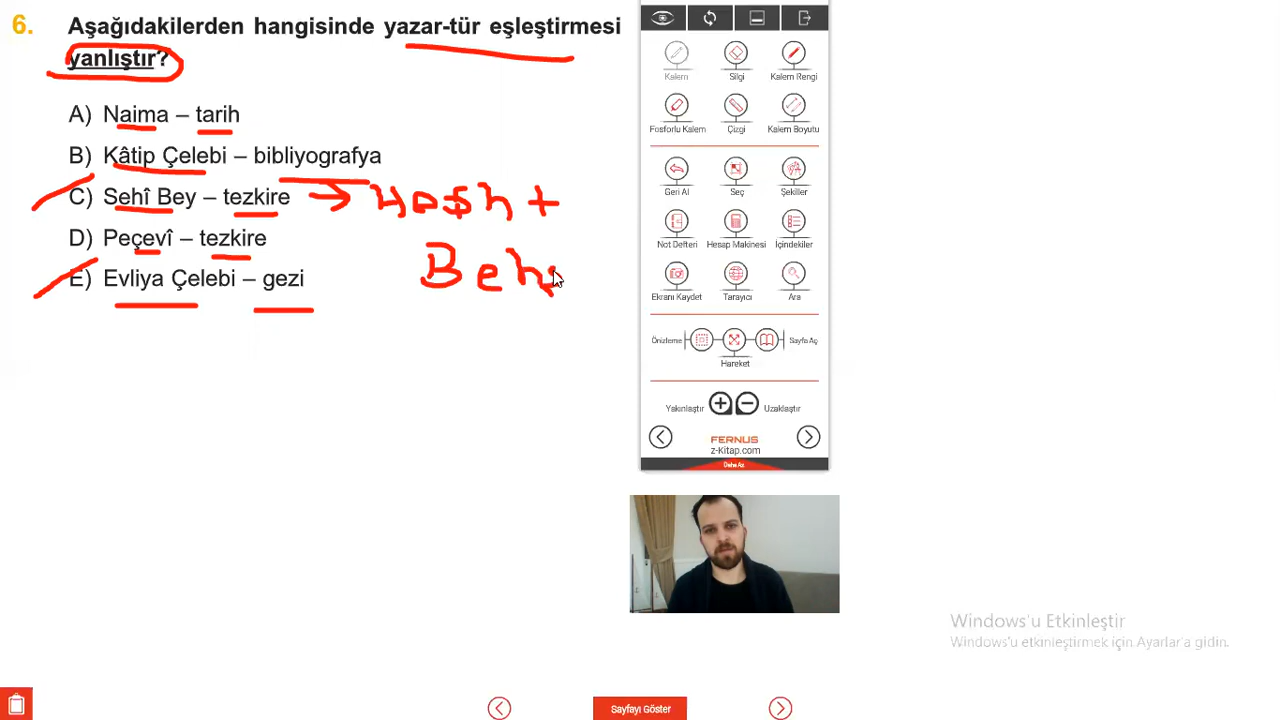 6. Aşağıdakilerden hangisinde yazar-tür eşleştirmesi
yanlıştır?
A) Naima – tarih
B) Kâtip Çelebi – bibliyografya
C) Sehî Bey – tezkire
D) Peçevî – tezkire
E) Evliya Çelebi – gezi
Kalem Silgi Kalem Rengi
Fosforlu Kalem Çizgi Kalem Boyutu
Geri Al Seç Şekiller
Not Defteri Hesap Makinesi İçindekiler
Ekranı Kaydet Tarayıcı Ara
Önizleme Sayfa Aç
Hareket
Yakınlaştır Uzaklaştır
FERNUS
z-Kitap.com
Daha Az
Windows'u Etkinleştir
Windows'u etkinleştirmek için Ayarlar'a gidin.
Sayfayı Göster